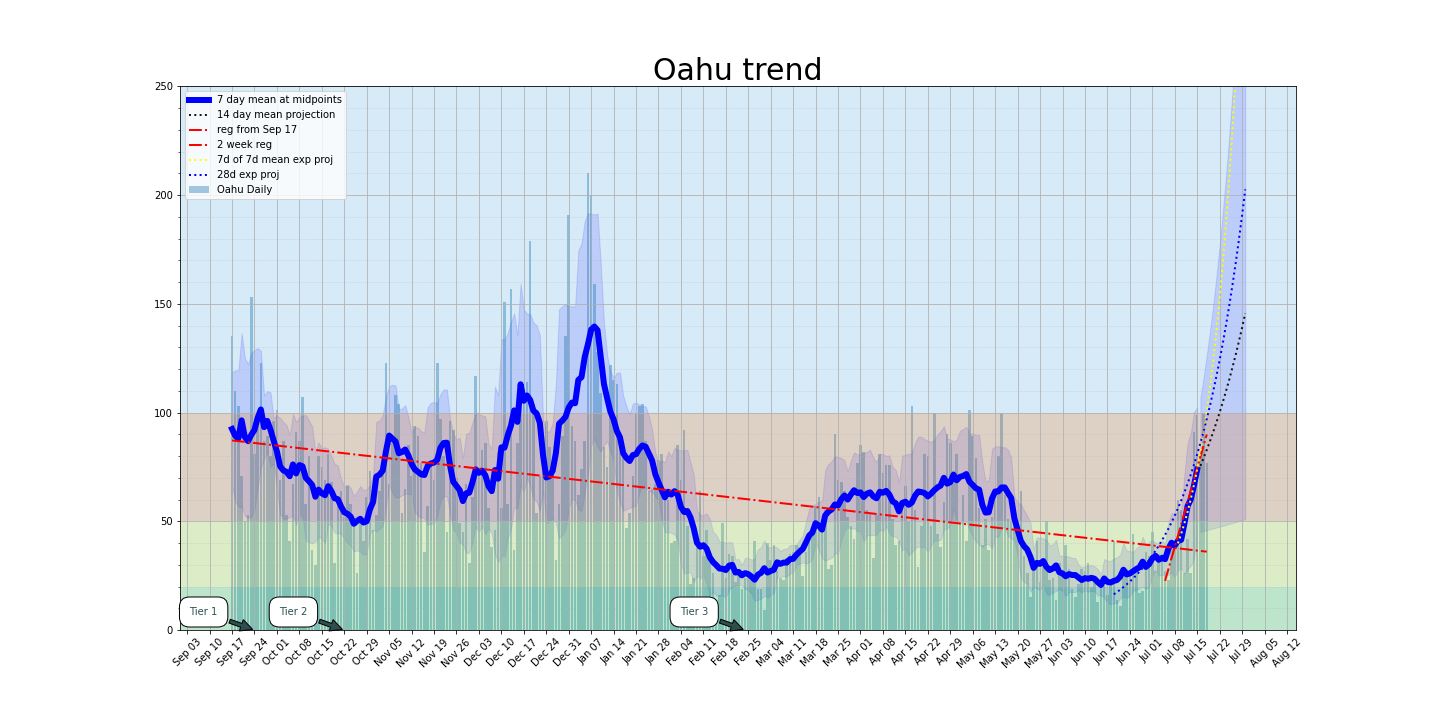 Oahu trend
250
200
150
100
50
0
7 day mean at midpoints
14 day mean projection
reg from Sep 17
2 week reg
7d of 7d mean exp proj
28d exp proj
Oahu Daily
Tier 1
Tier 2
Tier 3
Sep 03
Sep 10
Sep 17
Sep 24
Oct 01
Oct 08
Oct 15
Oct 22
Oct 29
Nov 05
Nov 12
Nov 19
Nov 26
Dec 03
Dec 10
Dec 17
Dec 24
Dec 31
Jan 07
Jan 14
Jan 21
Jan 28
Feb 04
Feb 11
Feb 18
Feb 25
Mar 04
Mar 11
Mar 18
Mar 25
Apr 01
Apr 08
Apr 15
Apr 22
Apr 29
May 06
May 13
May 20
May 27
Jun 03
Jun 10
Jun 17
Jun 24
Jul 01
Jul 08
Jul 15
Jul 22
Jul 29
Aug 05
Aug 12